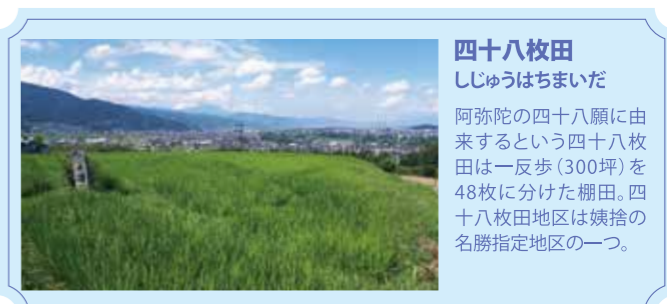 四十八枚田
しじゅうはちまいだ
阿弥陀の四十八願に由
来するという四十八枚
田は一反歩（300坪）を
48枚に分けた棚田。四
十八枚田地区は姨捨の
名勝指定地区の一つ。